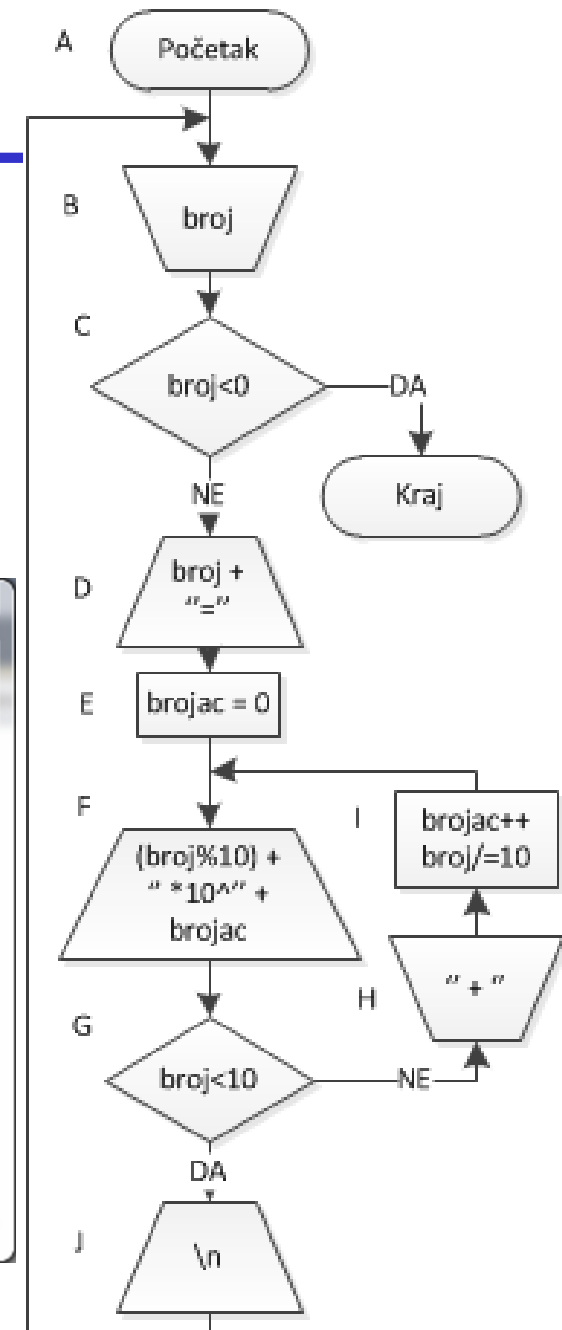 A
Početak
B
broj
C
broj<0
DA
Kraj
NE
D
broj +
“=”
E
brojac = 0
F
(broj%10) +
“ *10^” +
brojac
I
brojac++
broj/=10
H
“ + ”
G
broj<10
NE
DA
J
\n